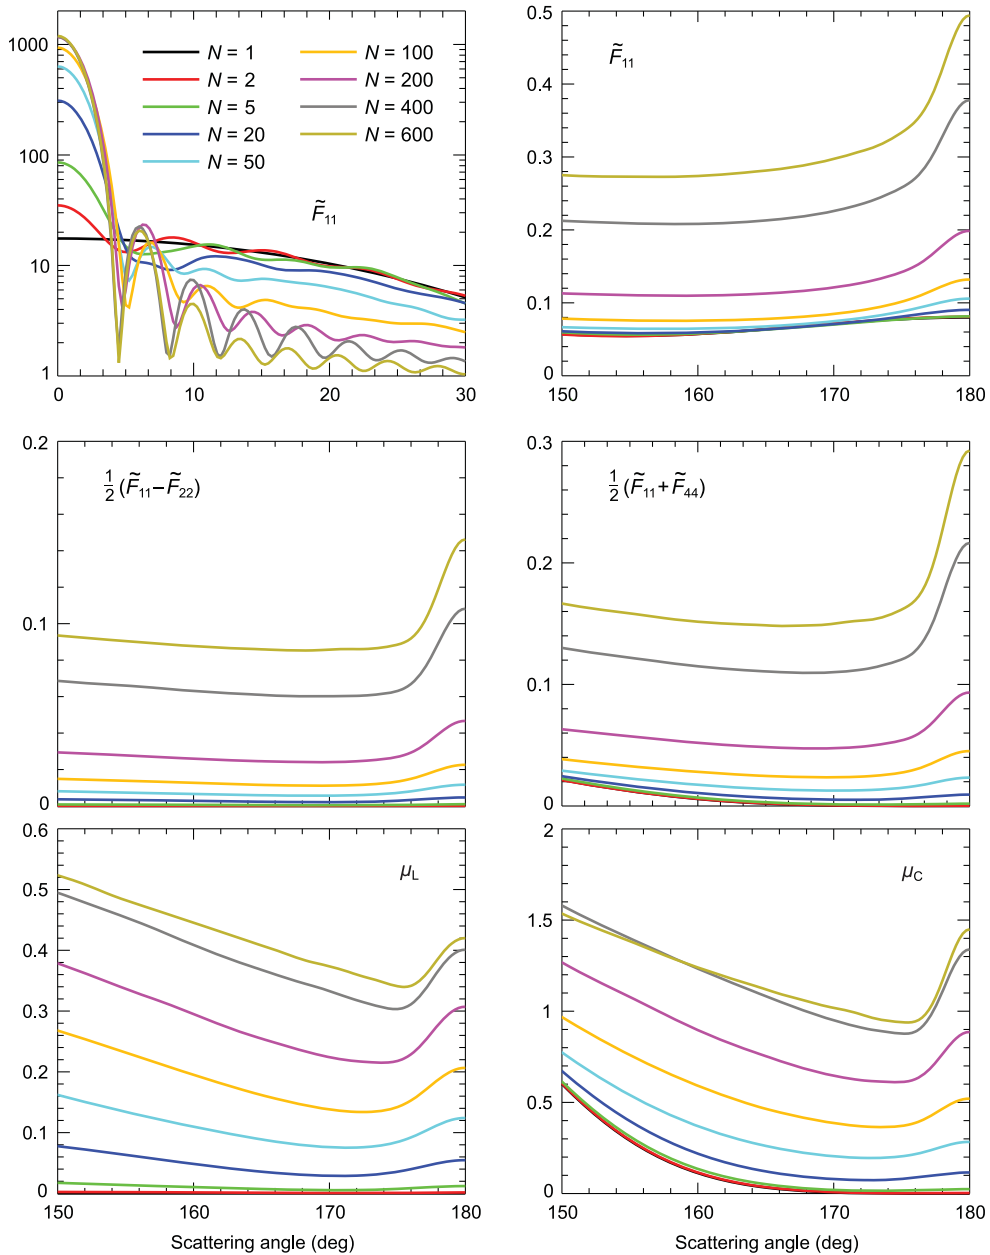 1000
100
10
1
0 10 20 30
N = 1
N = 2
N = 5
N = 20
N = 50
N = 100
N = 200
N = 400
N = 600
F̃₁₁
0.5
0.4
0.3
0.2
0.1
0
150 160 170 180
F̃₁₁
0.2
0.1
0
½(F̃₁₁−F̃₂₂)
0.3
0.2
0.1
0
½(F̃₁₁+F̃₄₄)
0.6
0.5
0.4
0.3
0.2
0.1
0
150 160 170 180
μL
Scattering angle (deg)
2
1.5
1
0.5
0
150 160 170 180
μC
Scattering angle (deg)